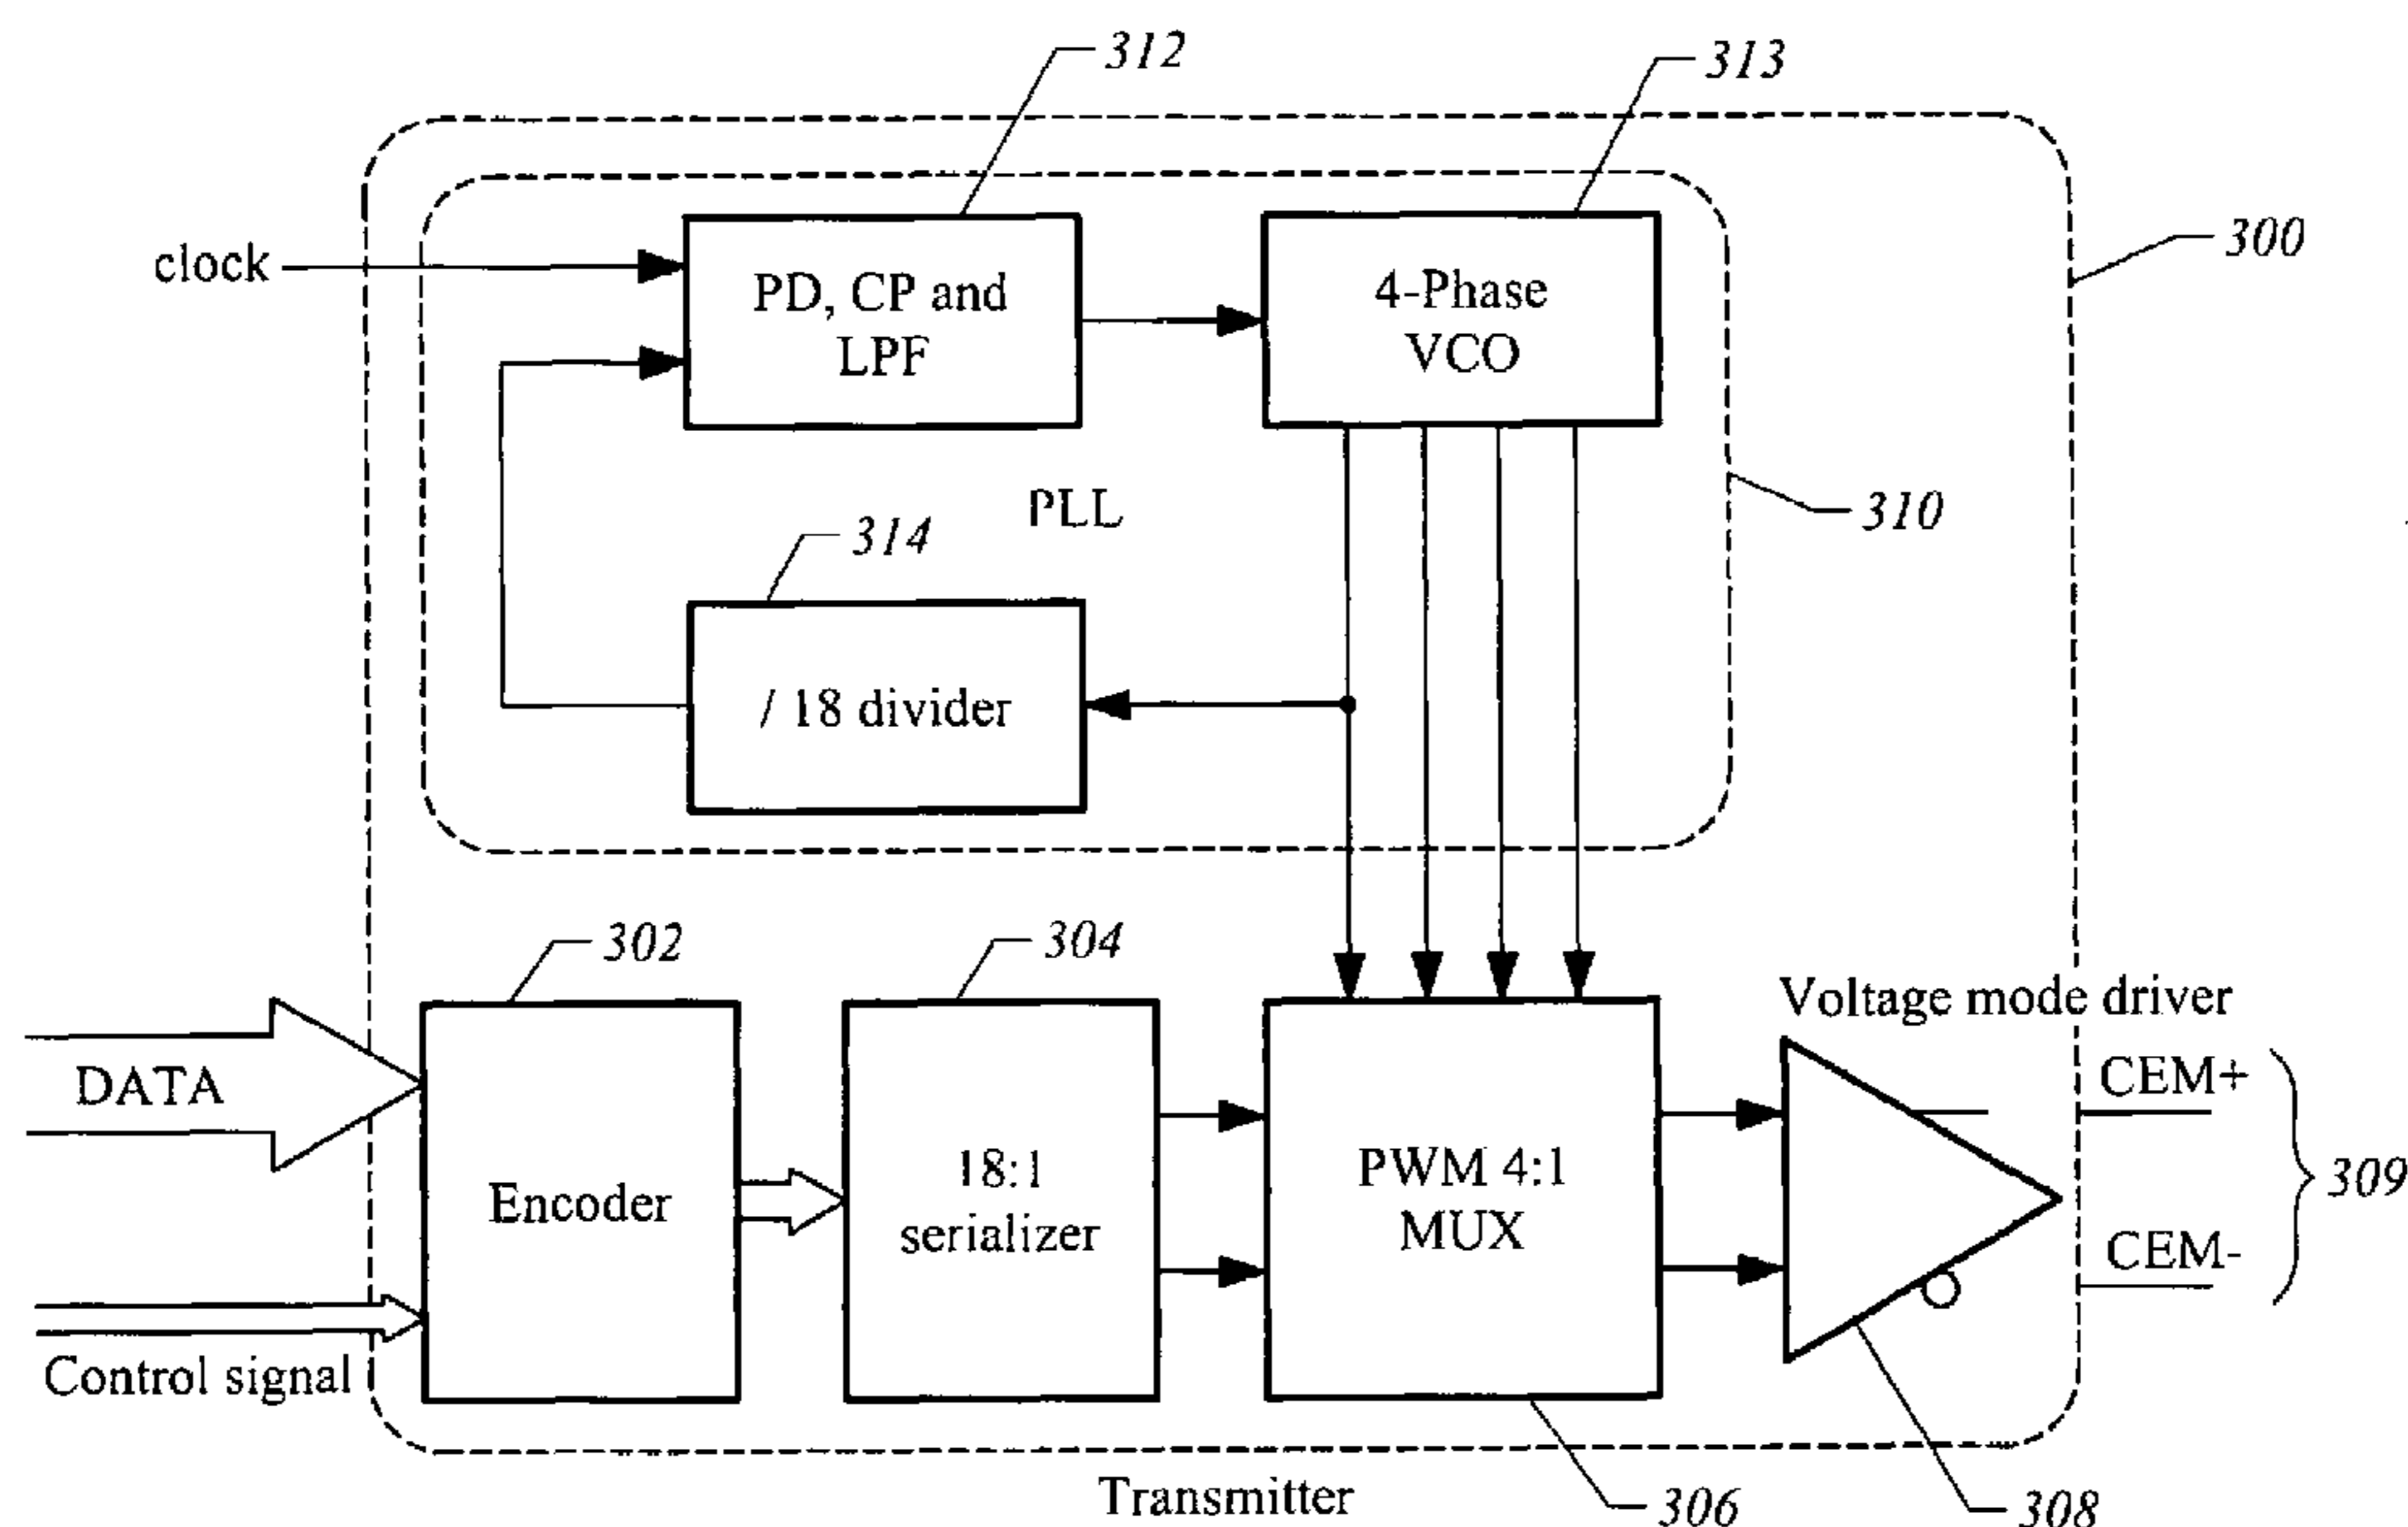 312
313
300
clock
PD, CP and
LPF
4-Phase
VCO
PLL
310
314
/ 18 divider
302
304
Voltage mode driver
DATA
CEM+
Encoder
18:1
serializer
PWM 4:1
MUX
309
CEM-
Control signal
Transmitter
306
308